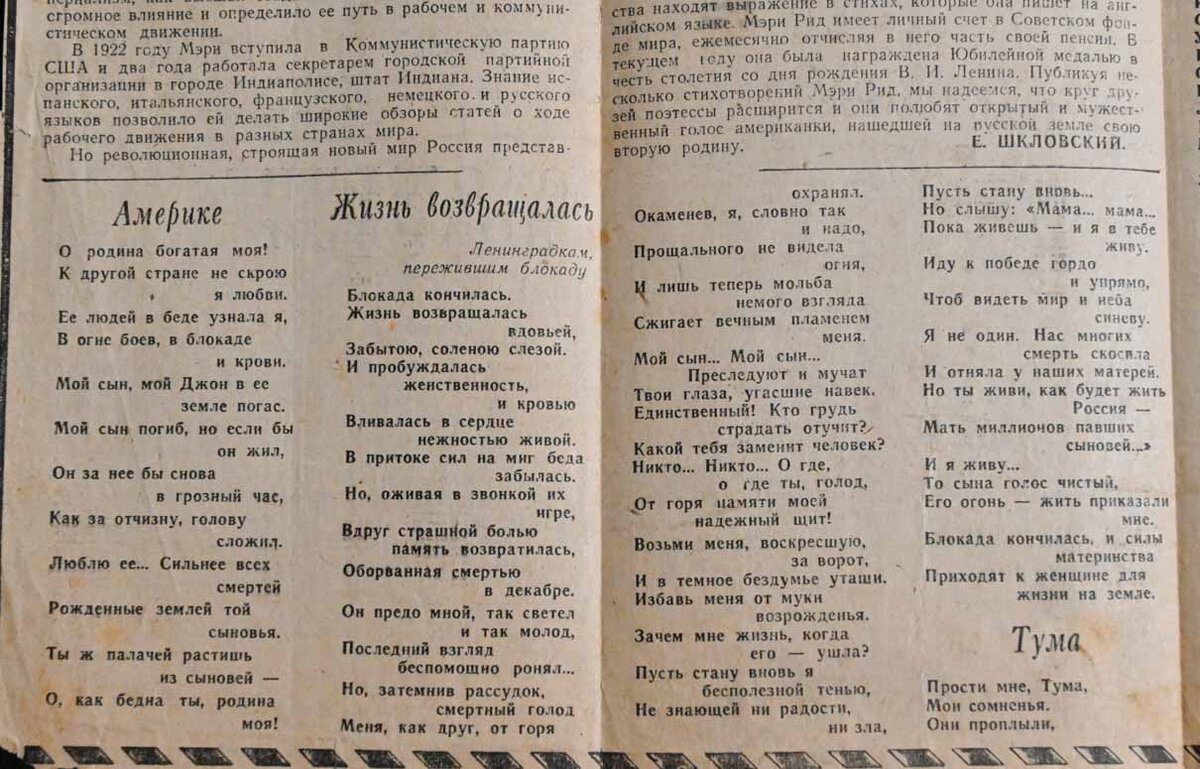 огромное влияние и определило ее путь в рабочем и коммуни-
стическом движении.
В 1922 году Мэри вступила в Коммунистическую партию
США и два года работала секретарем городской партийной
организации в городе Индианаполисе, штат Индиана. Знание ис-
панского, итальянского, французского, немецкого и русского
языков позволило ей делать широкие обзоры статей о ходе
рабочего движения в разных странах мира.
Но революционная, строящая новый мир Россия представ-
ства находят выражение в стихах, которые она пишет на анг-
лийском языке. Мэри Рид имеет личный счет в Советском фон-
де мира, ежемесячно отчисляя в него часть своей пенсии. В
текущем году она была награждена Юбилейной медалью в
честь столетия со дня рождения В. И. Ленина. Публикуя не-
сколько стихотворений Мэри Рид, мы надеемся, что круг дру-
зей поэтессы расширится и они полюбят открытый и мужест-
венный голос американки, нашедшей на русской земле свою
вторую родину.
Е. ШКЛОВСКИЙ.
Америке
О родина богатая моя!
К другой стране не скрою
я любви.
Ее людей в беде узнала я,
В огне боев, в блокаде
и крови.
Мой сын, мой Джон в ее
земле погас.
Мой сын погиб, но если бы
он жил,
Он за нее бы снова
в грозный час,
Как за отчизну, голову
сложил.
Люблю ее... Сильнее всех
смертей
Рожденные землей той
сыновья.
Ты ж палачей растишь
из сыновей —
О, как бедна ты, родина
моя!
Жизнь возвращалась
Ленинградкам,
пережившим блокаду
Блокада кончилась.
Жизнь возвращалась
вдовьей,
Забытою, соленою слезой.
И пробуждалась
женственность,
и кровью
Вливалась в сердце
нежностью живой.
В притоке сил на миг беда
забылась.
Но, оживая в звонкой их
игре,
Вдруг страшной болью
память возвратилась,
Оборванная смертью
в декабре.
Он предо мной, так светел
и так молод,
Последний взгляд
беспомощно ронял...
Но, затемнив рассудок,
смертный голод
Меня, как друг, от горя
охранял.
Окаменев, я, словно так
и надо,
Прощального не видела
огня,
И лишь теперь мольба
немого взгляда
Сжигает вечным пламенем
меня.
Мой сын... Мой сын...
Преследуют и мучат
Твои глаза, угасшие навек.
Единственный! Кто грудь
страдать отучит?
Какой тебя заменит человек?
Никто... Никто... О где,
о где ты, голод,
От горя памяти моей
надежный щит!
Возьми меня, воскресшую,
за ворот,
И в темное бездумье утащи.
Избавь меня от муки
возрожденья.
Зачем мне жизнь, когда
его — ушла?
Пусть стану вновь я
бесполезной тенью,
Не знающей ни радости,
ни зла,
Пусть стану вновь...
Но слышу: «Мама... мама...
Пока живешь — и я в тебе
живу.
Иду к победе гордо
и упрямо,
Чтоб видеть мир и неба
синеву.
Я не один. Нас многих
смерть скосила
И отняла у наших матерей.
Но ты живи, как будет жить
Россия —
Мать миллионов павших
сыновей...»
И я живу...
То сына голос чистый,
Его огонь — жить приказали
мне.
Блокада кончилась, и силы
материнства
Приходят к женщине для
жизни на земле.
Тума
Прости мне, Тума,
Мои сомненья.
Они проплыли,